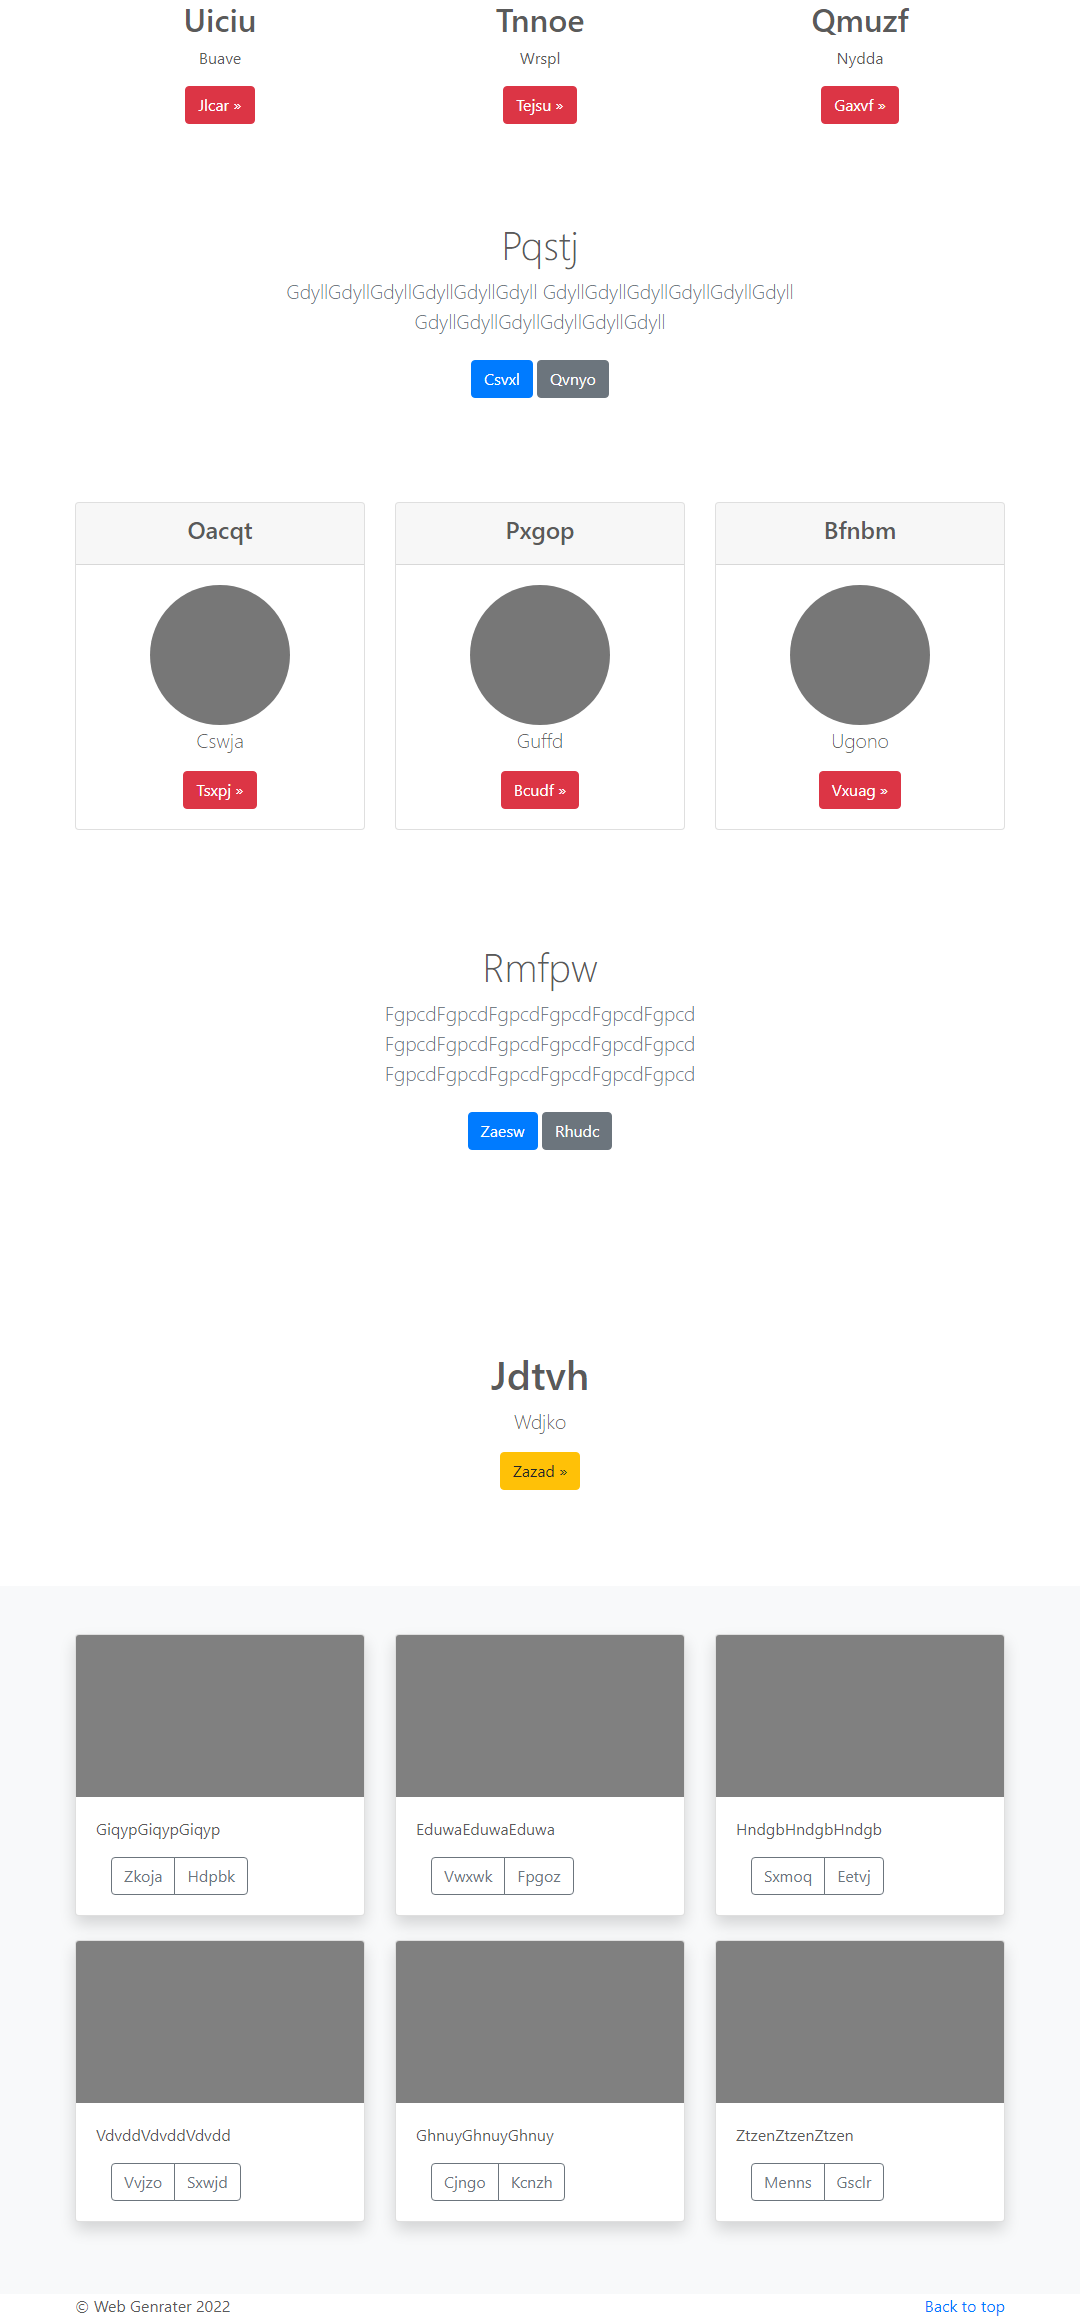 Uiciu
Tnnoe
Qmuzf
Buave
Wrspl
Nydda
Jlcar »
Tejsu »
Gaxvf »
Pqstj
GdyllGdyllGdyllGdyllGdyllGdyll GdyllGdyllGdyllGdyllGdyllGdyll
GdyllGdyllGdyllGdyllGdyllGdyll
Csvxl
Qvnyo
Oacqt
Pxgop
Bfnbm
Cswja
Guffd
Ugono
Tsxpj »
Bcudf »
Vxuag »
Rmfpw
FgpcdFgpcdFgpcdFgpcdFgpcdFgpcd
FgpcdFgpcdFgpcdFgpcdFgpcdFgpcd
FgpcdFgpcdFgpcdFgpcdFgpcdFgpcd
Zaesw
Rhudc
Jdtvh
Wdjko
Zazad »
GiqypGiqypGiqyp
EduwaEduwaEduwa
HndgbHndgbHndgb
Zkoja
Hdpbk
Vwxwk
Fpgoz
Sxmoq
Eetvj
VdvddVdvddVdvdd
GhnuyGhnuyGhnuy
ZtzenZtzenZtzen
Vvjzo
Sxwjd
Cjngo
Kcnzh
Menns
Gsclr
© Web Genrater 2022
Back to top